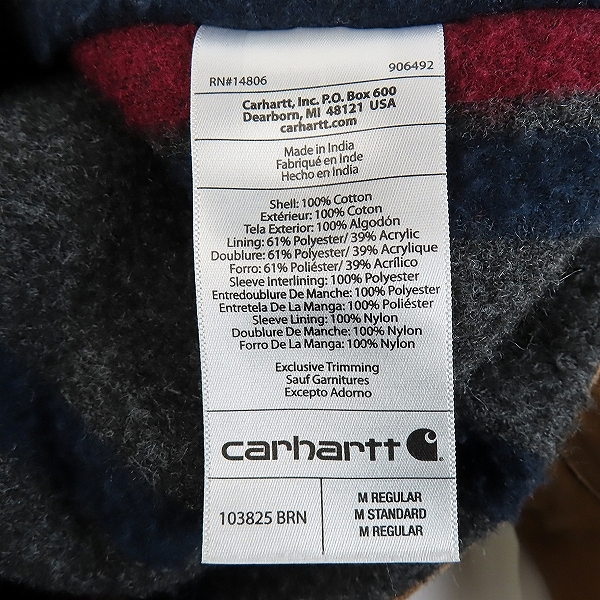 RN#14806 906492
Carhartt, Inc. P.O. Box 600
Dearborn, MI 48121 USA
carhartt.com
Made in India
Fabriqué en Inde
Hecho en India
Shell: 100% Cotton
Extérieur: 100% Coton
Tela Exterior: 100% Algodón
Lining: 61% Polyester/ 39% Acrylic
Doublure: 61% Polyester/ 39% Acrylique
Forro: 61% Poliéster/ 39% Acrílico
Sleeve Interlining: 100% Polyester
Entredoublure De Manche: 100% Polyester
Entretela De La Manga: 100% Poliéster
Sleeve Lining: 100% Nylon
Doublure De Manche: 100% Nylon
Forro De La Manga: 100% Nylon
Exclusive Trimming
Sauf Garnitures
Excepto Adorno
carhartt
103825 BRN
M REGULAR
M STANDARD
M REGULAR